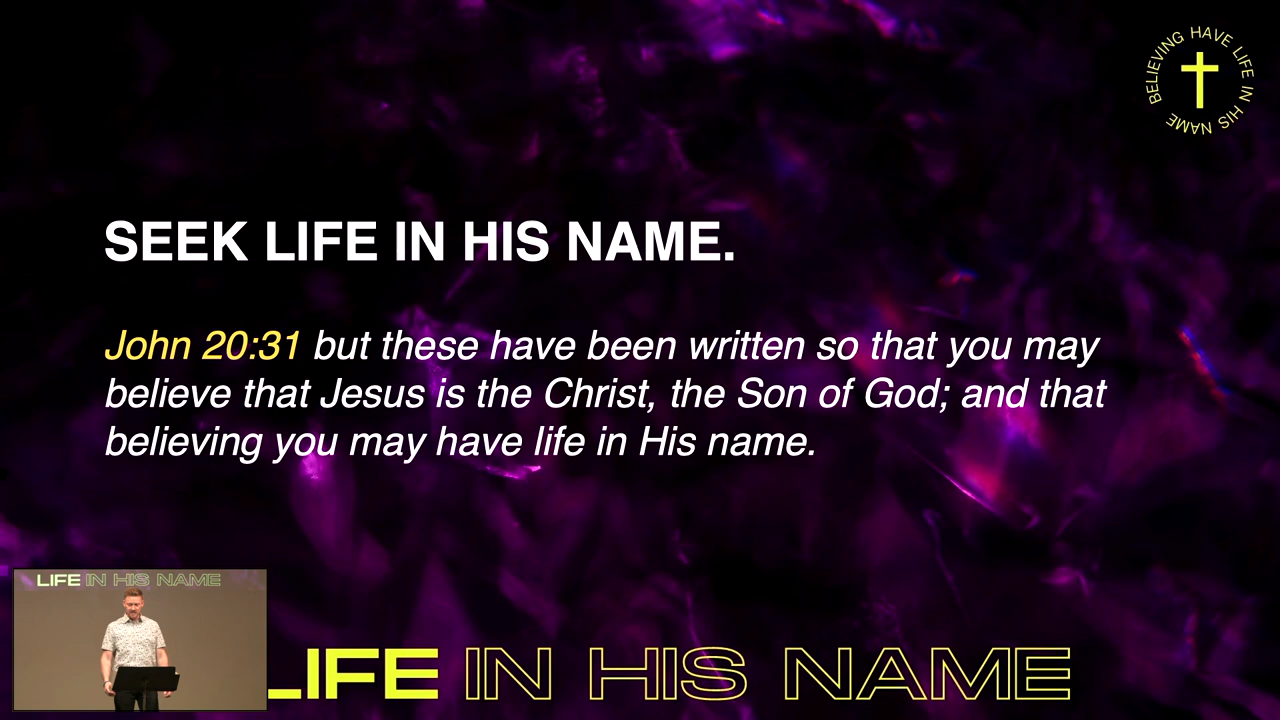 BELIEVING HAVE LIFE IN HIS NAME
SEEK LIFE IN HIS NAME.
John 20:31 but these have been written so that you may
believe that Jesus is the Christ, the Son of God; and that
believing you may have life in His name.
LIFE IN HIS NAME
LIFE IN HIS NAME